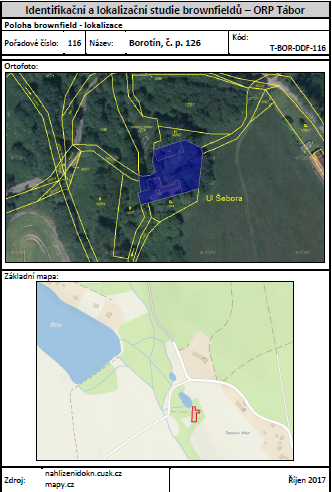 Identifikační a lokalizační studie brownfieldů – ORP Tábor
Poloha brownfield - lokalizace
Pořadové číslo: 116 Název: Borotín, č. p. 126 Kód:
T-BOR-DDF-116
Ortofoto:
U Šebora
Základní mapa:
Zdroj: nahlizenidokn.cuzk.cz
mapy.cz
Říjen 2017